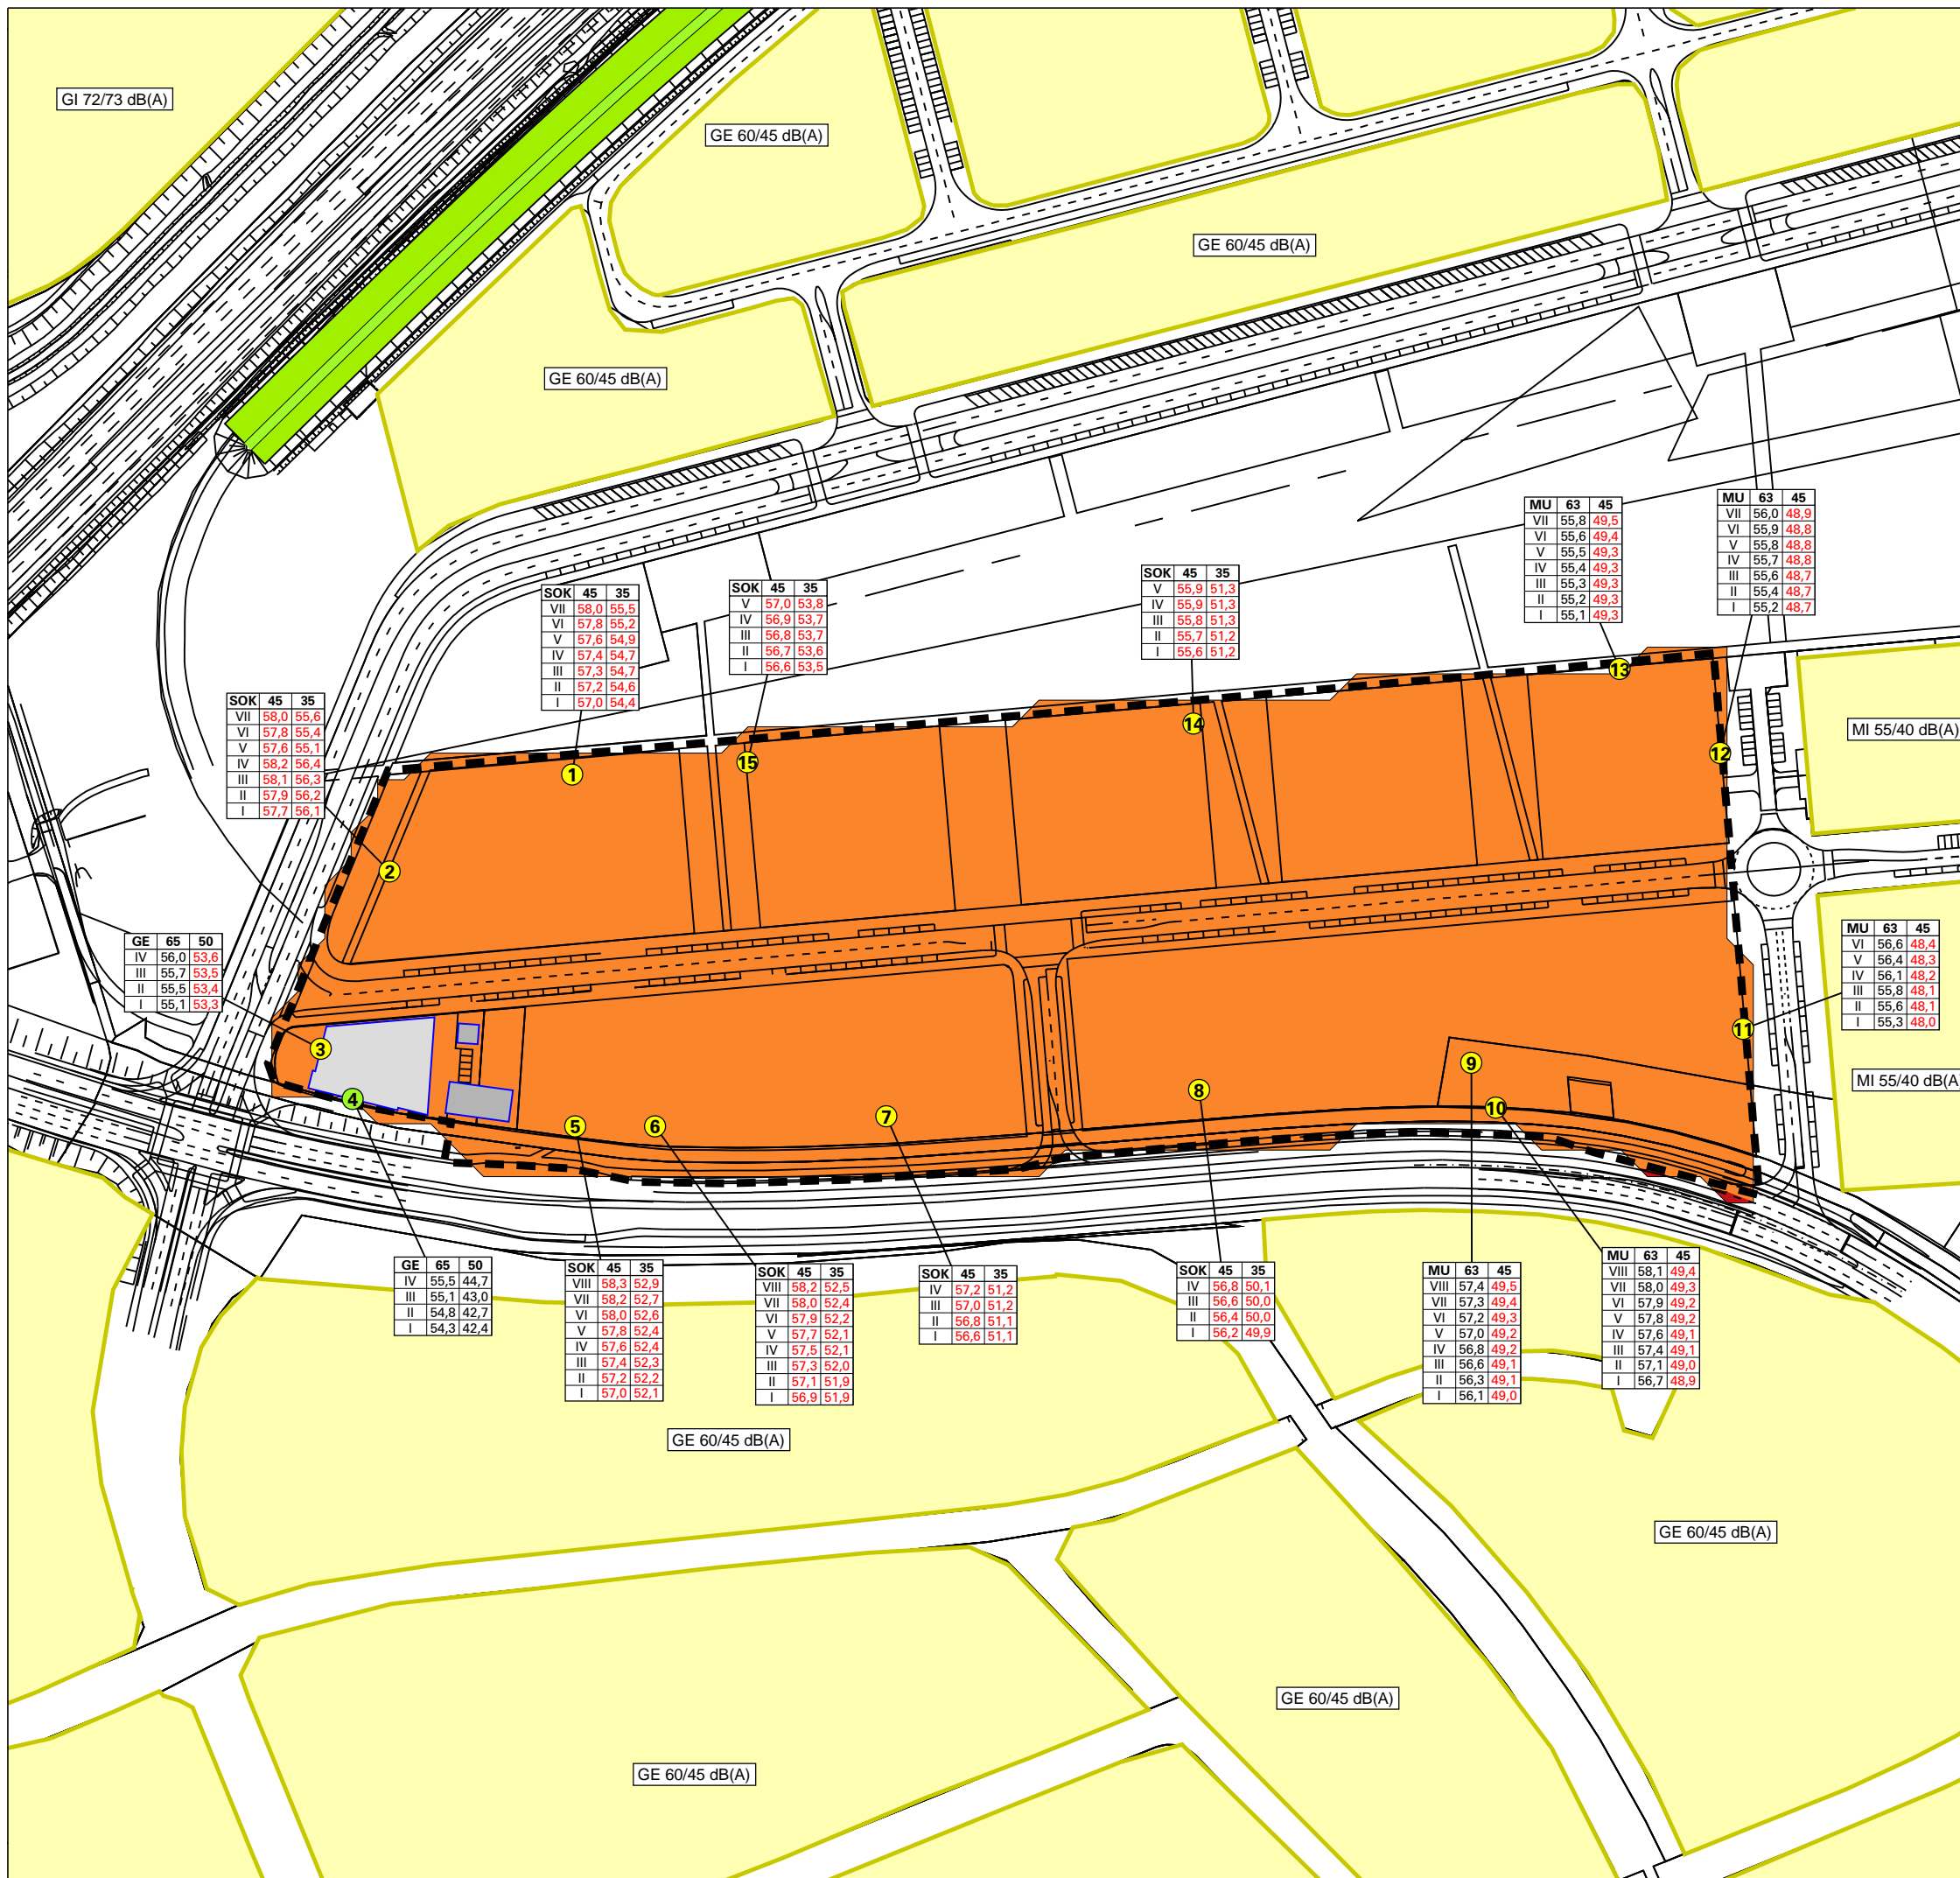 GI 72/73 dB(A)
GE 60/45 dB(A)
GE 60/45 dB(A)
GE 60/45 dB(A)
MU 63 45
VII 56,0 48,9
VI 55,9 48,8
V 55,8 48,8
IV 55,7 48,8
III 55,6 48,7
II 55,4 48,7
I 55,2 48,7
MU 63 45
VII 55,8 49,5
VI 55,6 49,4
V 55,5 49,3
IV 55,4 49,3
III 55,3 49,3
II 55,2 49,3
I 55,1 49,3
SOK 45 35
V 55,9 51,3
IV 55,9 51,3
III 55,8 51,3
II 55,7 51,2
I 55,6 51,2
SOK 45 35
V 57,0 53,8
IV 56,9 53,7
III 56,8 53,7
II 56,7 53,6
I 56,6 53,5
SOK 45 35
VII 58,0 55,5
VI 57,8 55,2
V 57,6 54,9
IV 57,4 54,7
III 57,3 54,7
II 57,2 54,6
I 57,0 54,4
SOK 45 35
VII 58,0 55,6
VI 57,8 55,4
V 57,6 55,1
IV 58,2 56,4
III 58,1 56,3
II 57,9 56,2
I 57,7 56,1
13
14
MI 55/40 dB(A)
12
15
1
2
GE 65 50
IV 56,0 53,6
III 55,7 53,5
II 55,5 53,4
I 55,1 53,3
MU 63 45
VI 56,6 48,4
V 56,4 48,3
IV 56,1 48,2
III 55,8 48,1
II 55,6 48,1
I 55,3 48,0
11
3
9
MI 55/40 dB(A
8
4
10
7
5
6
GE 65 50
IV 55,5 44,7
III 55,1 43,0
II 54,8 42,7
I 54,3 42,4
SOK 45 35
VIII 58,3 52,9
VII 58,2 52,7
VI 58,0 52,6
V 57,8 52,4
IV 57,6 52,4
III 57,4 52,3
II 57,2 52,2
I 57,0 52,1
SOK 45 35
VIII 58,2 52,5
VII 58,0 52,4
VI 57,9 52,2
V 57,7 52,1
IV 57,5 52,1
III 57,3 52,0
II 57,1 51,9
I 56,9 51,9
SOK 45 35
IV 57,2 51,2
III 57,0 51,2
II 56,8 51,1
I 56,6 51,1
SOK 45 35
IV 56,8 50,1
III 56,6 50,0
II 56,4 50,0
I 56,2 49,9
MU 63 45
VIII 57,4 49,5
VII 57,3 49,4
VI 57,2 49,3
V 57,0 49,2
IV 56,8 49,2
III 56,6 49,1
II 56,3 49,1
I 56,1 49,0
MU 63 45
VIII 58,1 49,4
VII 58,0 49,3
VI 57,9 49,2
V 57,8 49,2
IV 57,6 49,1
III 57,4 49,1
II 57,1 49,0
I 56,7 48,9
GE 60/45 dB(A)
GE 60/45 dB(A)
GE 60/45 dB(A)
GE 60/45 dB(A)